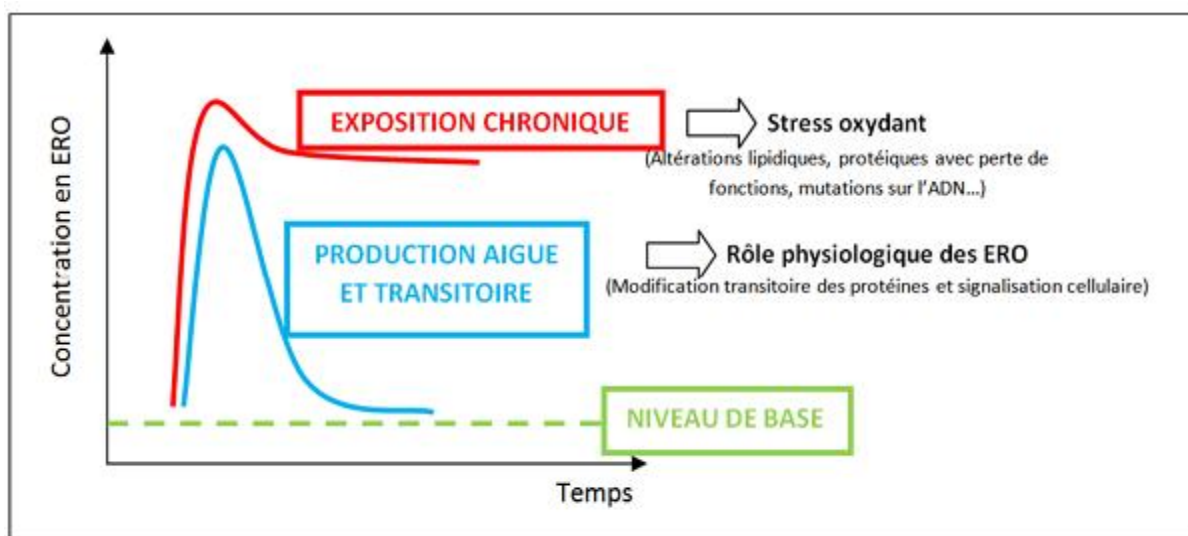 Concentration en ERO
EXPOSITION CHRONIQUE
Stress oxydant
(Altérations lipidiques, protéiques avec perte de
fonctions, mutations sur l'ADN...)
PRODUCTION AIGUE
ET TRANSITOIRE
Rôle physiologique des ERO
(Modification transitoire des protéines et signalisation cellulaire)
NIVEAU DE BASE
Temps